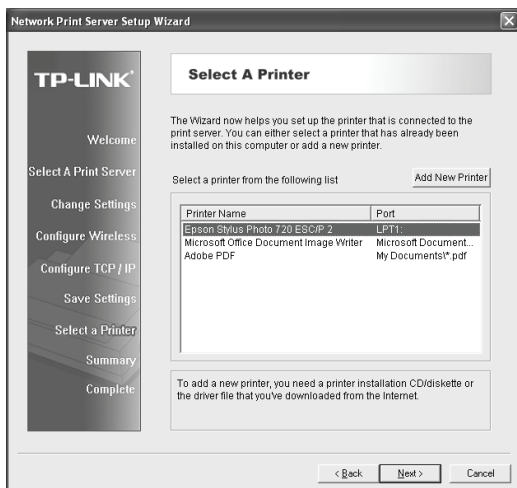 Network Print Server Setup Wizard
TP-LINK
Welcome
Select A Print Server
Change Settings
Configure Wireless
Configure TCP / IP
Save Settings
Select a Printer
Summary
Complete
Select A Printer
The Wizard now helps you set up the printer that is connected to the
print server. You can either select a printer that has already been
installed on this computer or add a new printer.
Select a printer from the following list
Add New Printer
Printer Name Port
Epson Stylus Photo 720 ESC/P 2 LPT1:
Microsoft Office Document Image Writer Microsoft Document...
Adobe PDF My Documents\*.pdf
To add a new printer, you need a printer installation CD/diskette or
the driver file that you've downloaded from the Internet.
< Back Next > Cancel